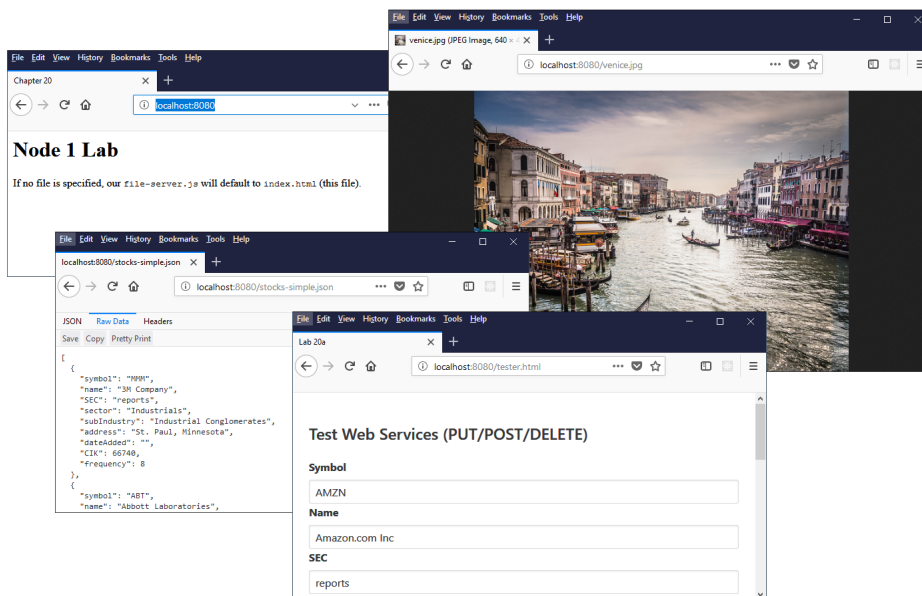 File Edit View History Bookmarks Tools Help
venice.jpg (JPEG Image, 640 ×
localhost:8080/venice.jpg
File Edit View History Bookmarks Tools Help
Chapter 20
localhost:8080
Node 1 Lab
If no file is specified, our file-server.js will default to index.html (this file).
File Edit View History Bookmarks Tools Help
localhost:8080/stocks-simple.json
localhost:8080/stocks-simple.json
JSON Raw Data Headers
Save Copy Pretty Print
[
{
"symbol": "MMM",
"name": "3M Company",
"SEC": "reports",
"sector": "Industrials",
"subIndustry": "Industrial Conglomerates",
"address": "St. Paul, Minnesota",
"dateAdded": "",
"CIK": 66740,
"frequency": 8
},
{
"symbol": "ABT",
"name": "Abbott Laboratories",
File Edit View History Bookmarks Tools Help
Lab 20a
localhost:8080/tester.html
Test Web Services (PUT/POST/DELETE)
Symbol
AMZN
Name
Amazon.com Inc
SEC
reports